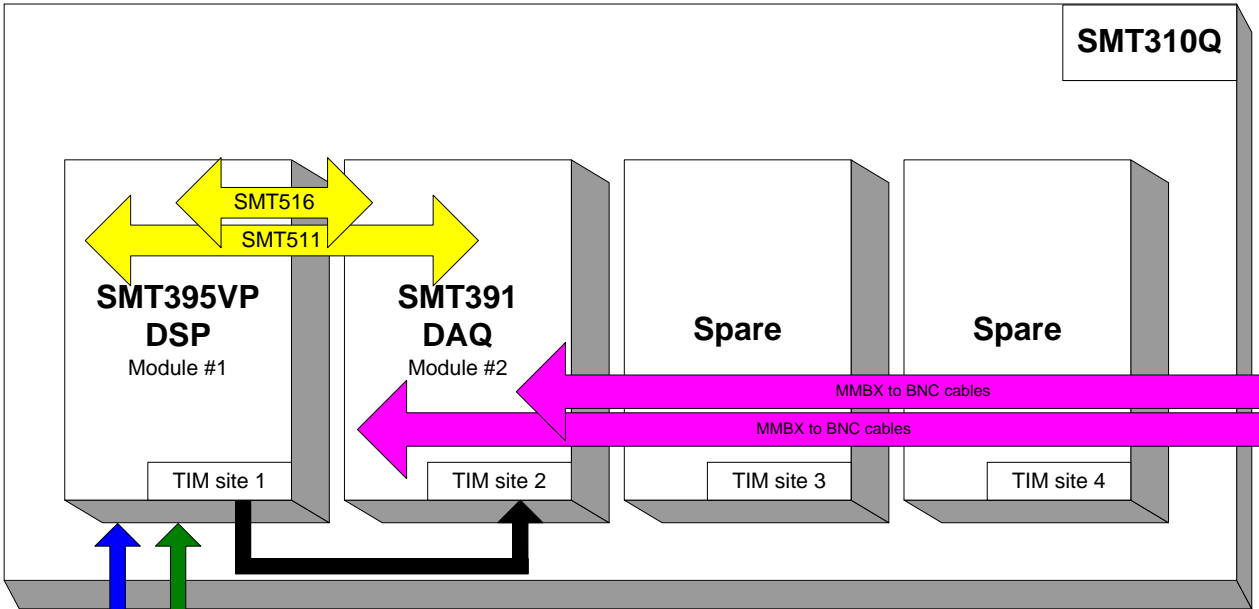 SMT310Q
SMT516
SMT511
SMT395VP
DSP
Module #1
SMT391
DAQ
Module #2
Spare
Spare
MMBX to BNC cables
MMBX to BNC cables
TIM site 1
TIM site 2
TIM site 3
TIM site 4